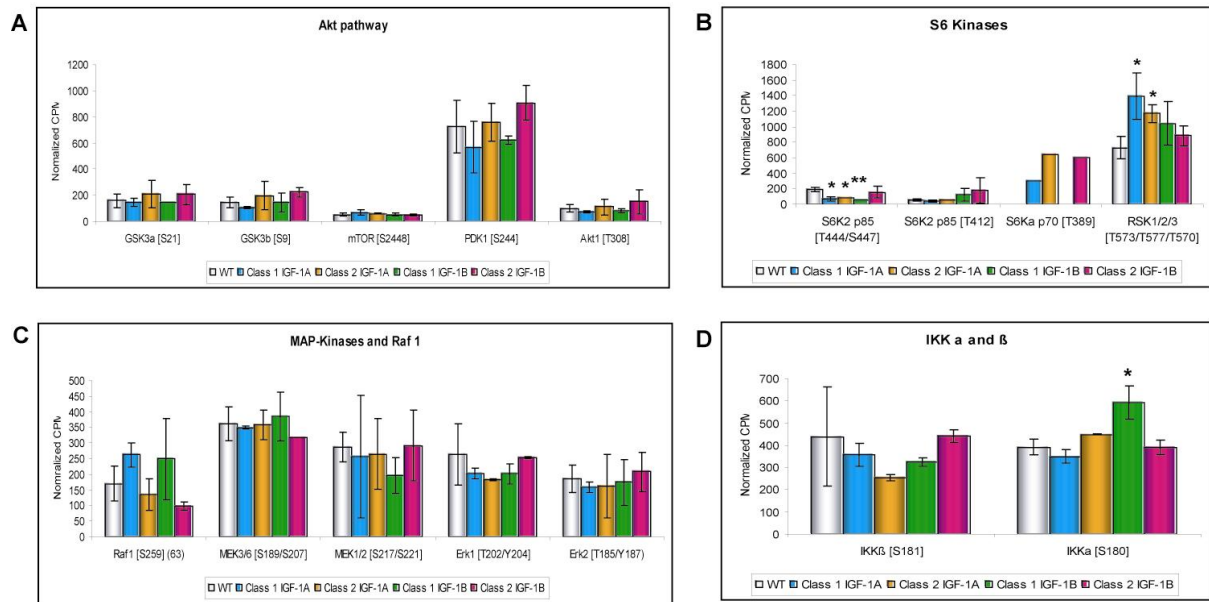 A
Akt pathway
Normalized CPM
1200
1000
800
600
400
200
0
GSK3a [S21]
GSK3b [S9]
mTOR [S2448]
PDK1 [S244]
Akt1 [T308]
WT Class 1 IGF-1A Class 2 IGF-1A Class 1 IGF-1B Class 2 IGF-1B
B
S6 Kinases
Normalized CPM
1800
1600
1400
1200
1000
800
600
400
200
0
* * ** * *
S6K2 p85
[T444/S447]
S6K2 p85 [T412]
S6Ka p70 [T389]
RSK1/2/3
[T573/T577/T570]
WT Class 1 IGF-1A Class 2 IGF-1A Class 1 IGF-1B Class 2 IGF-1B
C
MAP-Kinases and Raf 1
Nomralized CPM
500
450
400
350
300
250
200
150
100
50
0
Raf1 [S259] (63)
MEK3/6 [S189/S207]
MEK1/2 [S217/S221]
Erk1 [T202/Y204]
Erk2 [T185/Y187)
WT Class 1 IGF-1A Class 2 IGF-1A Class 1 IGF-1B Class 2 IGF-1B
D
IKK a and ß
Normalized CPM
700
600
500
400
300
200
100
0
*
IKKß [S181]
IKKa [S180]
WT Class 1 IGF-1A Class 2 IGF-1A Class 1 IGF-1B Class 2 IGF-1B